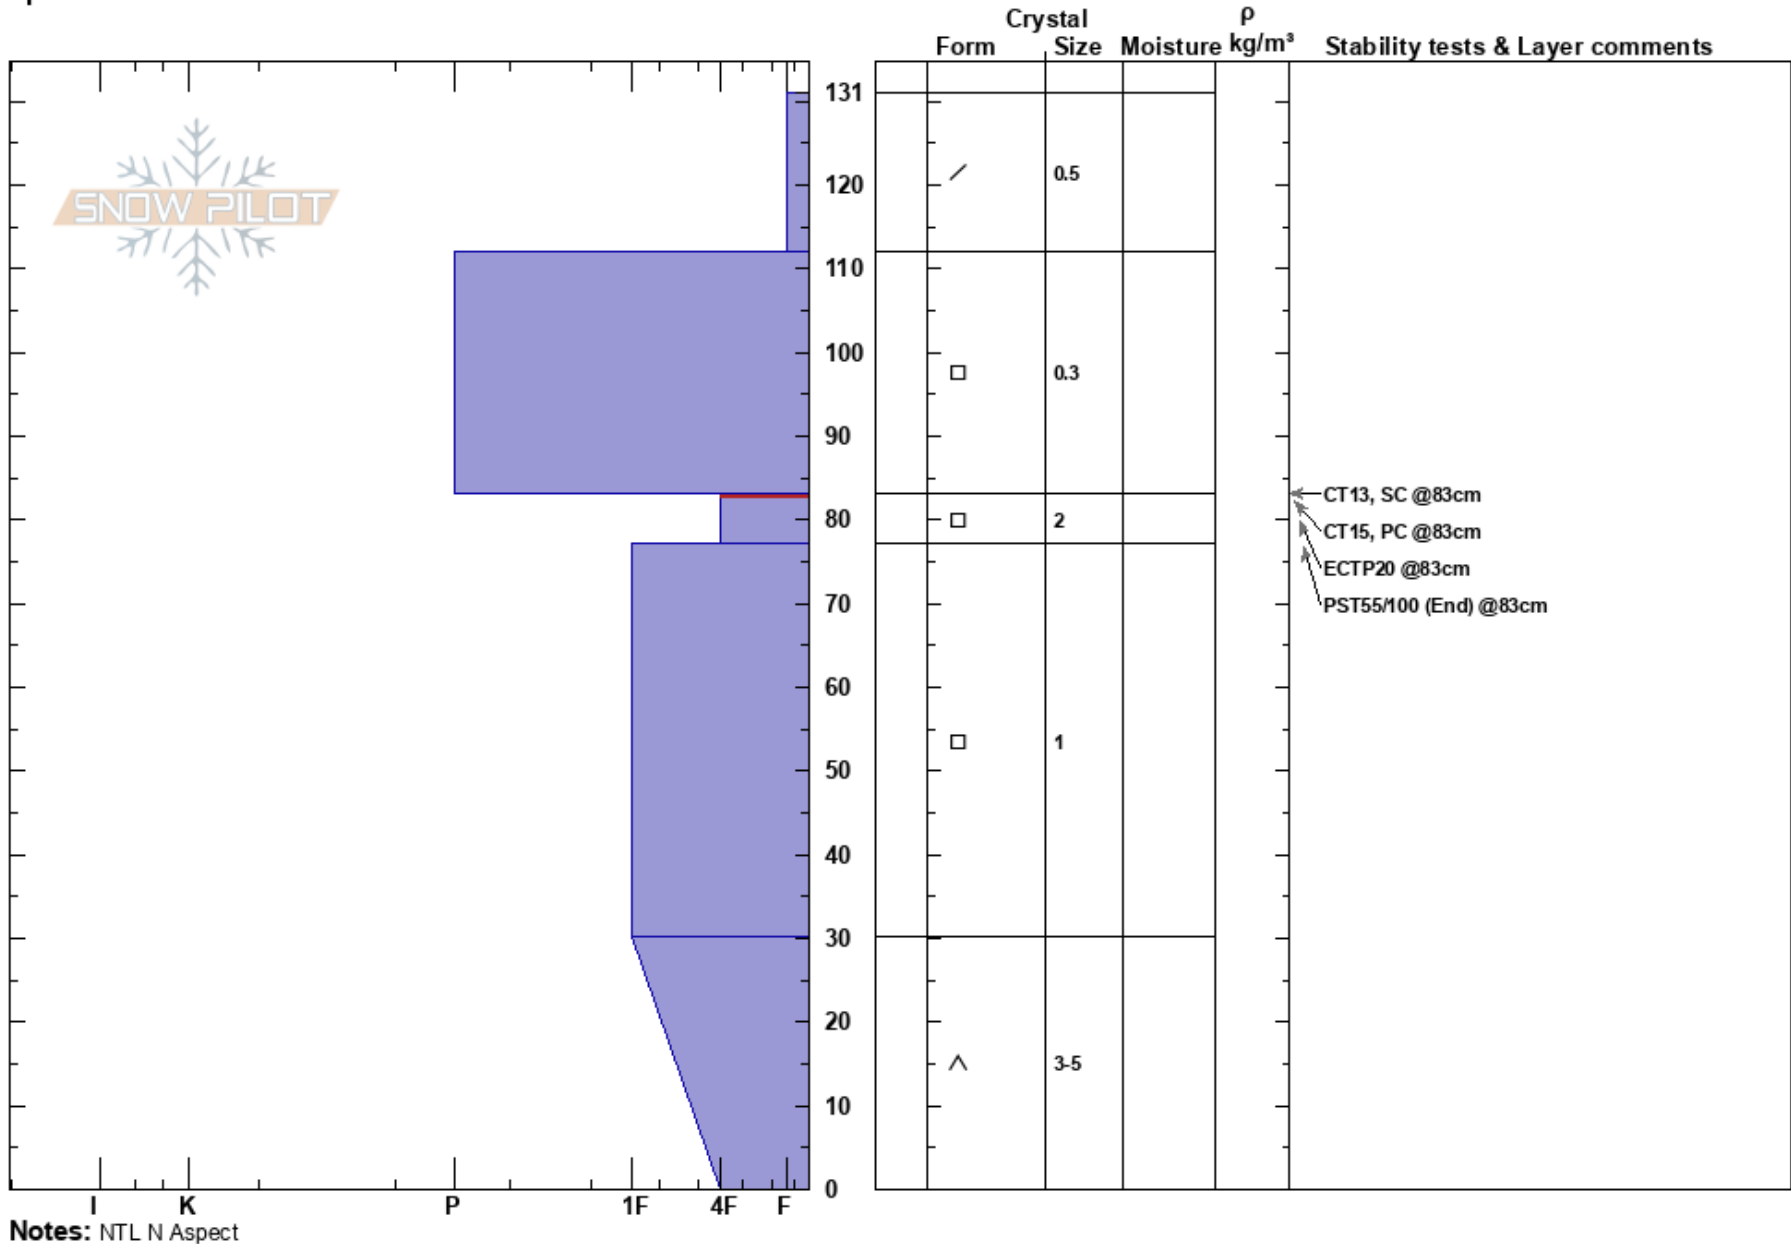 Crystal ρ
Form Size Moisture kg/m³ Stability tests & Layer comments
131
SNOW PILOT
0.5
120
110
100
0.3
90
CT13, SC @83cm
80 2
CT15, PC @83cm
ECTP20 @83cm
70
PST55/100 (End) @83cm
60
1
50
40
30
20
3-5
10
0
I K P 1F 4F F
Notes: NTL N Aspect